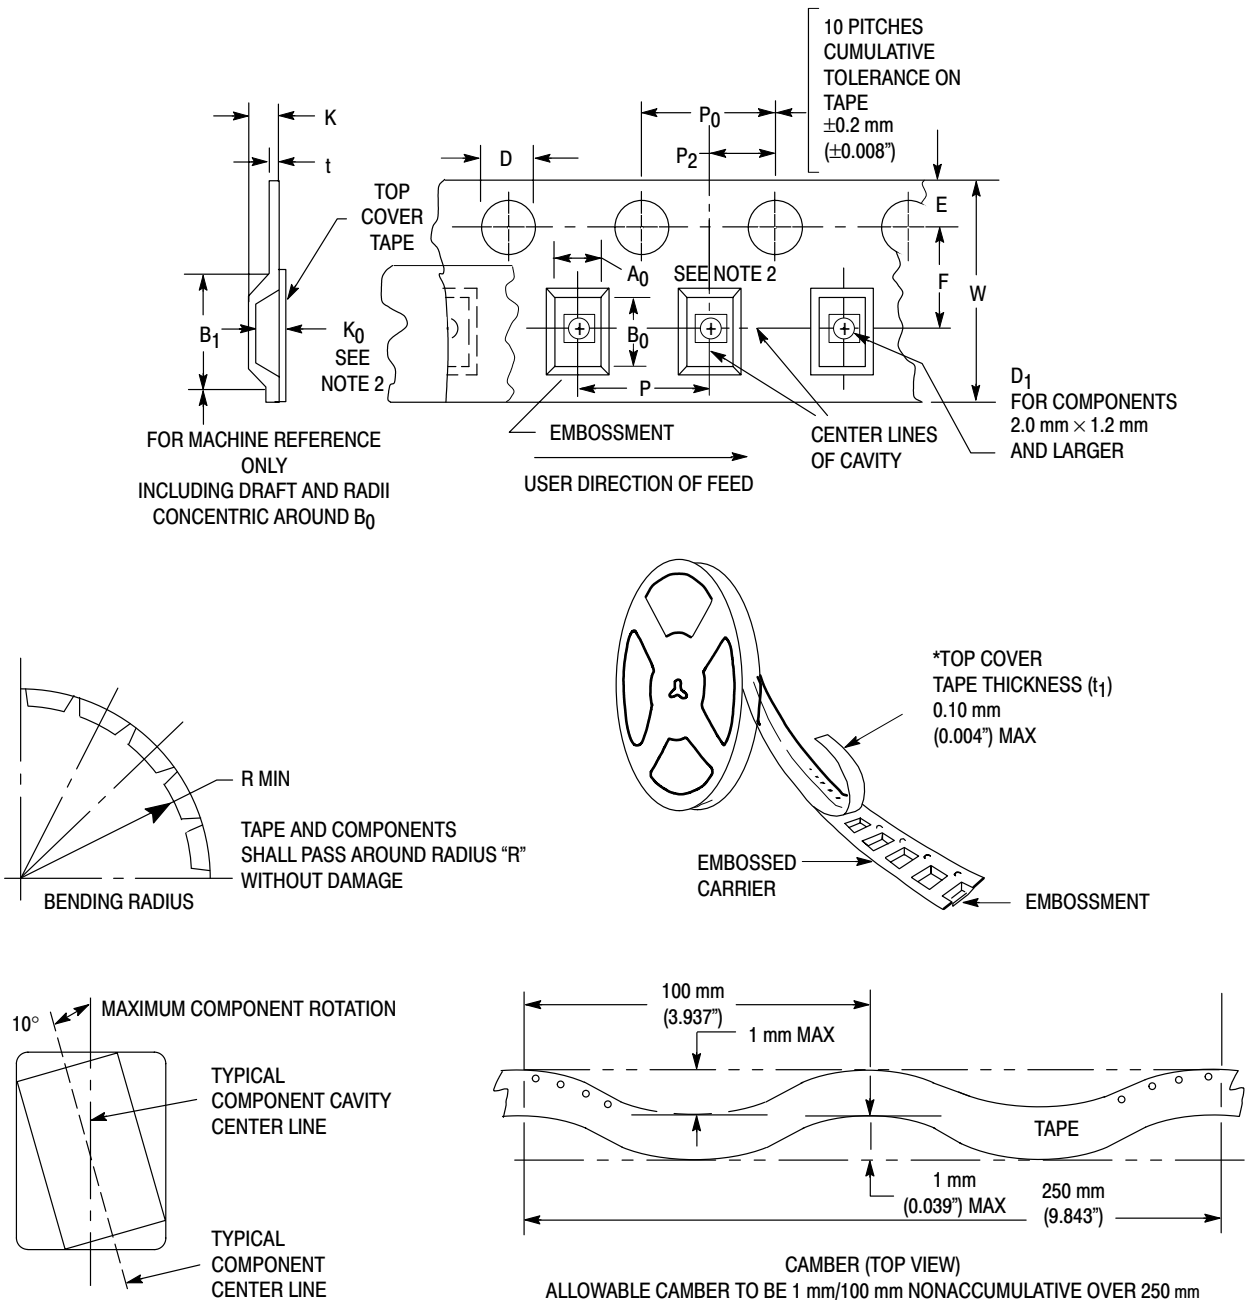 10 PITCHES
CUMULATIVE
TOLERANCE ON
TAPE
±0.2 mm
(±0.008")
K
t
TOP
COVER
TAPE
D
P0
P2
E
A0
SEE NOTE 2
F
W
B1
K0
SEE
NOTE 2
B0
P
D1
FOR COMPONENTS
2.0 mm × 1.2 mm
AND LARGER
FOR MACHINE REFERENCE
ONLY
INCLUDING DRAFT AND RADII
CONCENTRIC AROUND B0
EMBOSSMENT
CENTER LINES
OF CAVITY
USER DIRECTION OF FEED
*TOP COVER
TAPE THICKNESS (t1)
0.10 mm
(0.004") MAX
R MIN
TAPE AND COMPONENTS
SHALL PASS AROUND RADIUS “R”
WITHOUT DAMAGE
BENDING RADIUS
EMBOSSED
CARRIER
EMBOSSMENT
10°
MAXIMUM COMPONENT ROTATION
TYPICAL
COMPONENT CAVITY
CENTER LINE
TYPICAL
COMPONENT
CENTER LINE
100 mm
(3.937")
1 mm MAX
TAPE
1 mm
(0.039") MAX
250 mm
(9.843")
CAMBER (TOP VIEW)
ALLOWABLE CAMBER TO BE 1 mm/100 mm NONACCUMULATIVE OVER 250 mm